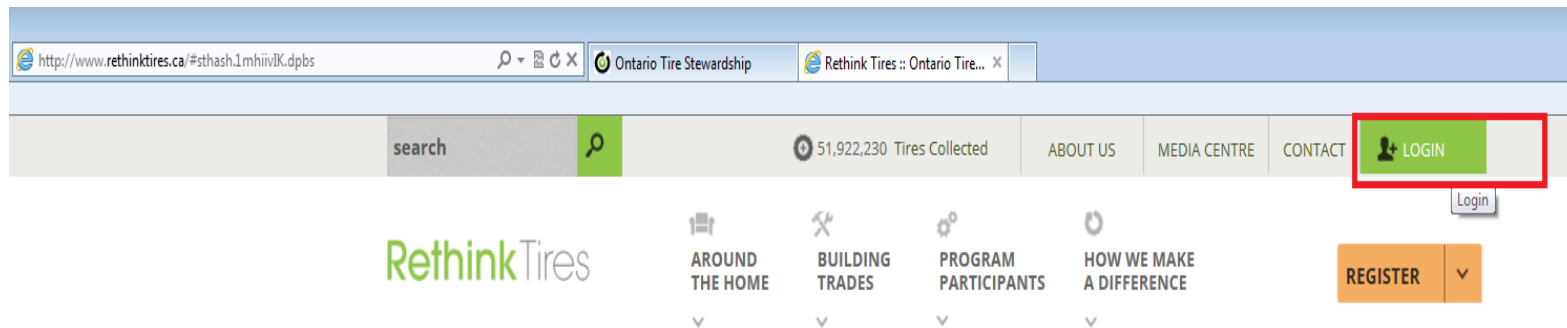 http://www.rethinktires.ca/#sthash.1mhiivIK.dpbs Ontario Tire Stewardship Rethink Tires :: Ontario Tire...
search 51,922,230 Tires Collected ABOUT US MEDIA CENTRE CONTACT LOGIN
Login
RethinkTires
AROUND
THE HOME
BUILDING
TRADES
PROGRAM
PARTICIPANTS
HOW WE MAKE
A DIFFERENCE
REGISTER